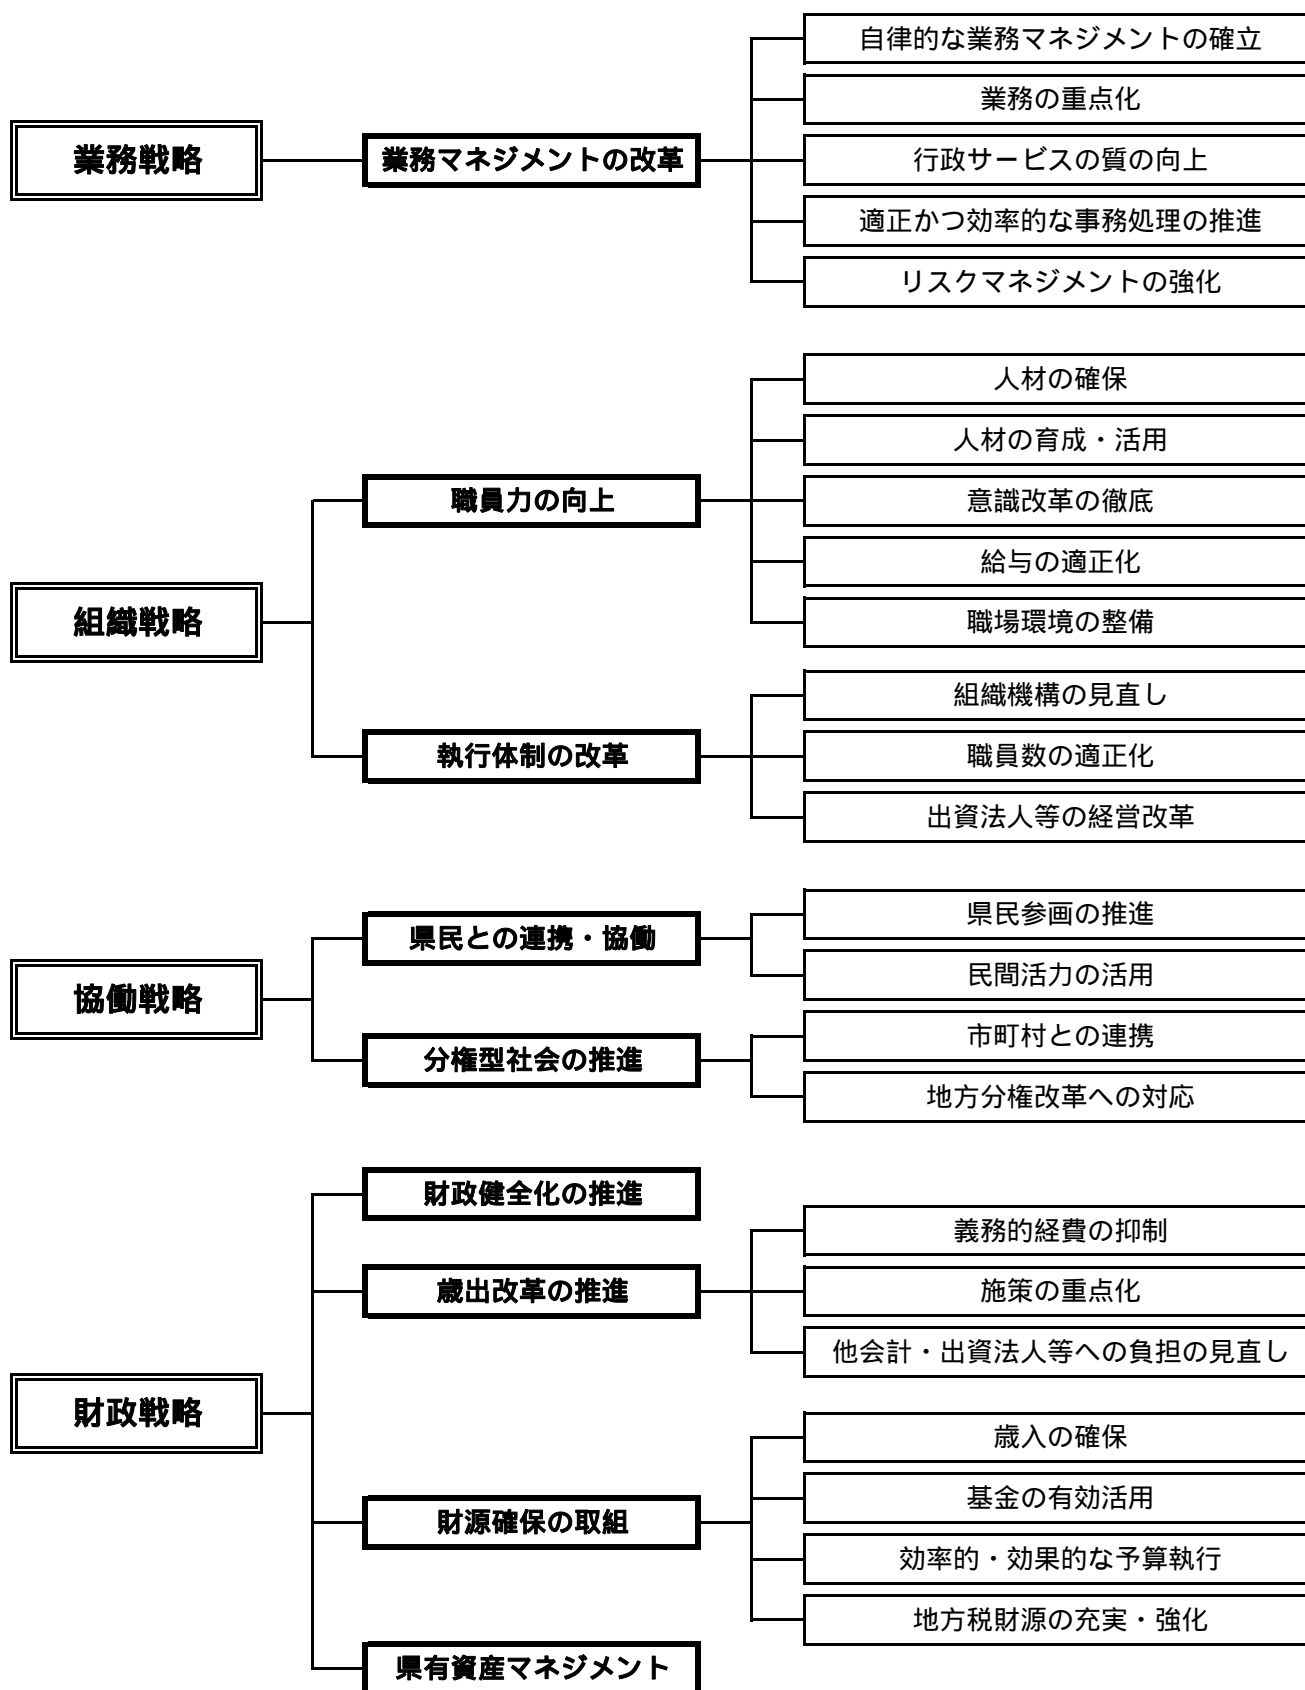 業務戦略
業務マネジメントの改革
自律的な業務マネジメントの確立
業務の重点化
行政サービスの質の向上
適正かつ効率的な事務処理の推進
リスクマネジメントの強化
組織戦略
職員力の向上
人材の確保
人材の育成・活用
意識改革の徹底
給与の適正化
職場環境の整備
執行体制の改革
組織機構の見直し
職員数の適正化
出資法人等の経営改革
協働戦略
県民との連携・協働
県民参画の推進
民間活力の活用
分権型社会の推進
市町村との連携
地方分権改革への対応
財政戦略
財政健全化の推進
歳出改革の推進
義務的経費の抑制
施策の重点化
他会計・出資法人等への負担の見直し
財源確保の取組
歳入の確保
基金の有効活用
効率的・効果的な予算執行
地方税財源の充実・強化
県有資産マネジメント